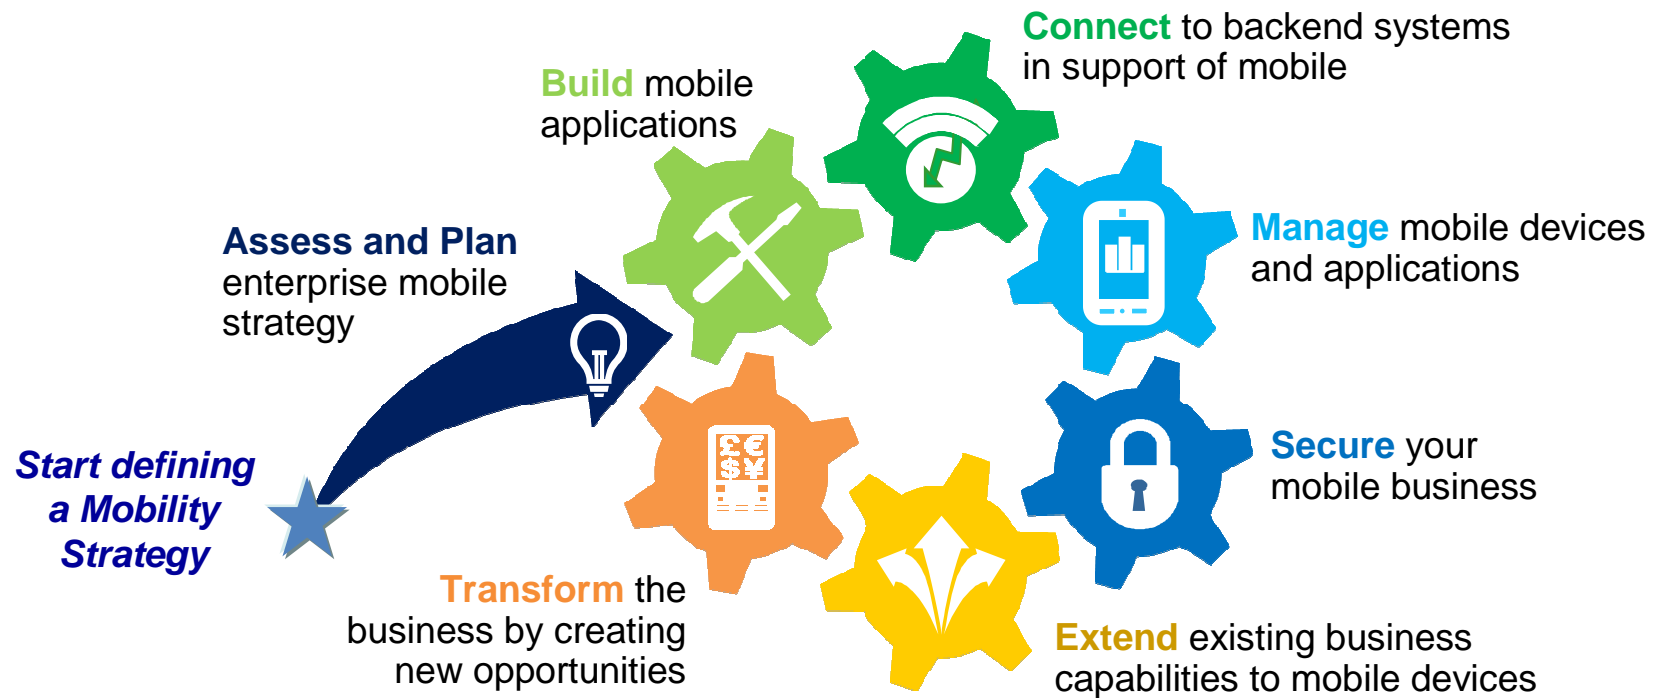 Start defining
a Mobility
Strategy
Assess and Plan
enterprise mobile
strategy
Build mobile
applications
Connect to backend systems
in support of mobile
Manage mobile devices
and applications
Secure your
mobile business
Extend existing business
capabilities to mobile devices
Transform the
business by creating
new opportunities
£€
$¥